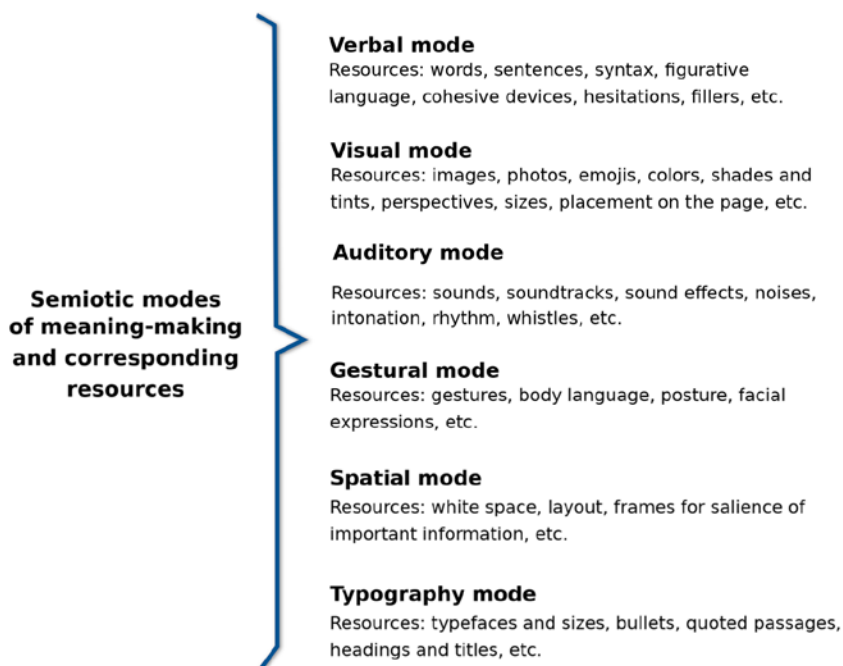 Semiotic modes
of meaning-making
and corresponding
resources
Verbal mode
Resources: words, sentences, syntax, figurative
language, cohesive devices, hesitations, fillers, etc.
Visual mode
Resources: images, photos, emojis, colors, shades and
tints, perspectives, sizes, placement on the page, etc.
Auditory mode
Resources: sounds, soundtracks, sound effects, noises,
intonation, rhythm, whistles, etc.
Gestural mode
Resources: gestures, body language, posture, facial
expressions, etc.
Spatial mode
Resources: white space, layout, frames for salience of
important information, etc.
Typography mode
Resources: typefaces and sizes, bullets, quoted passages,
headings and titles, etc.